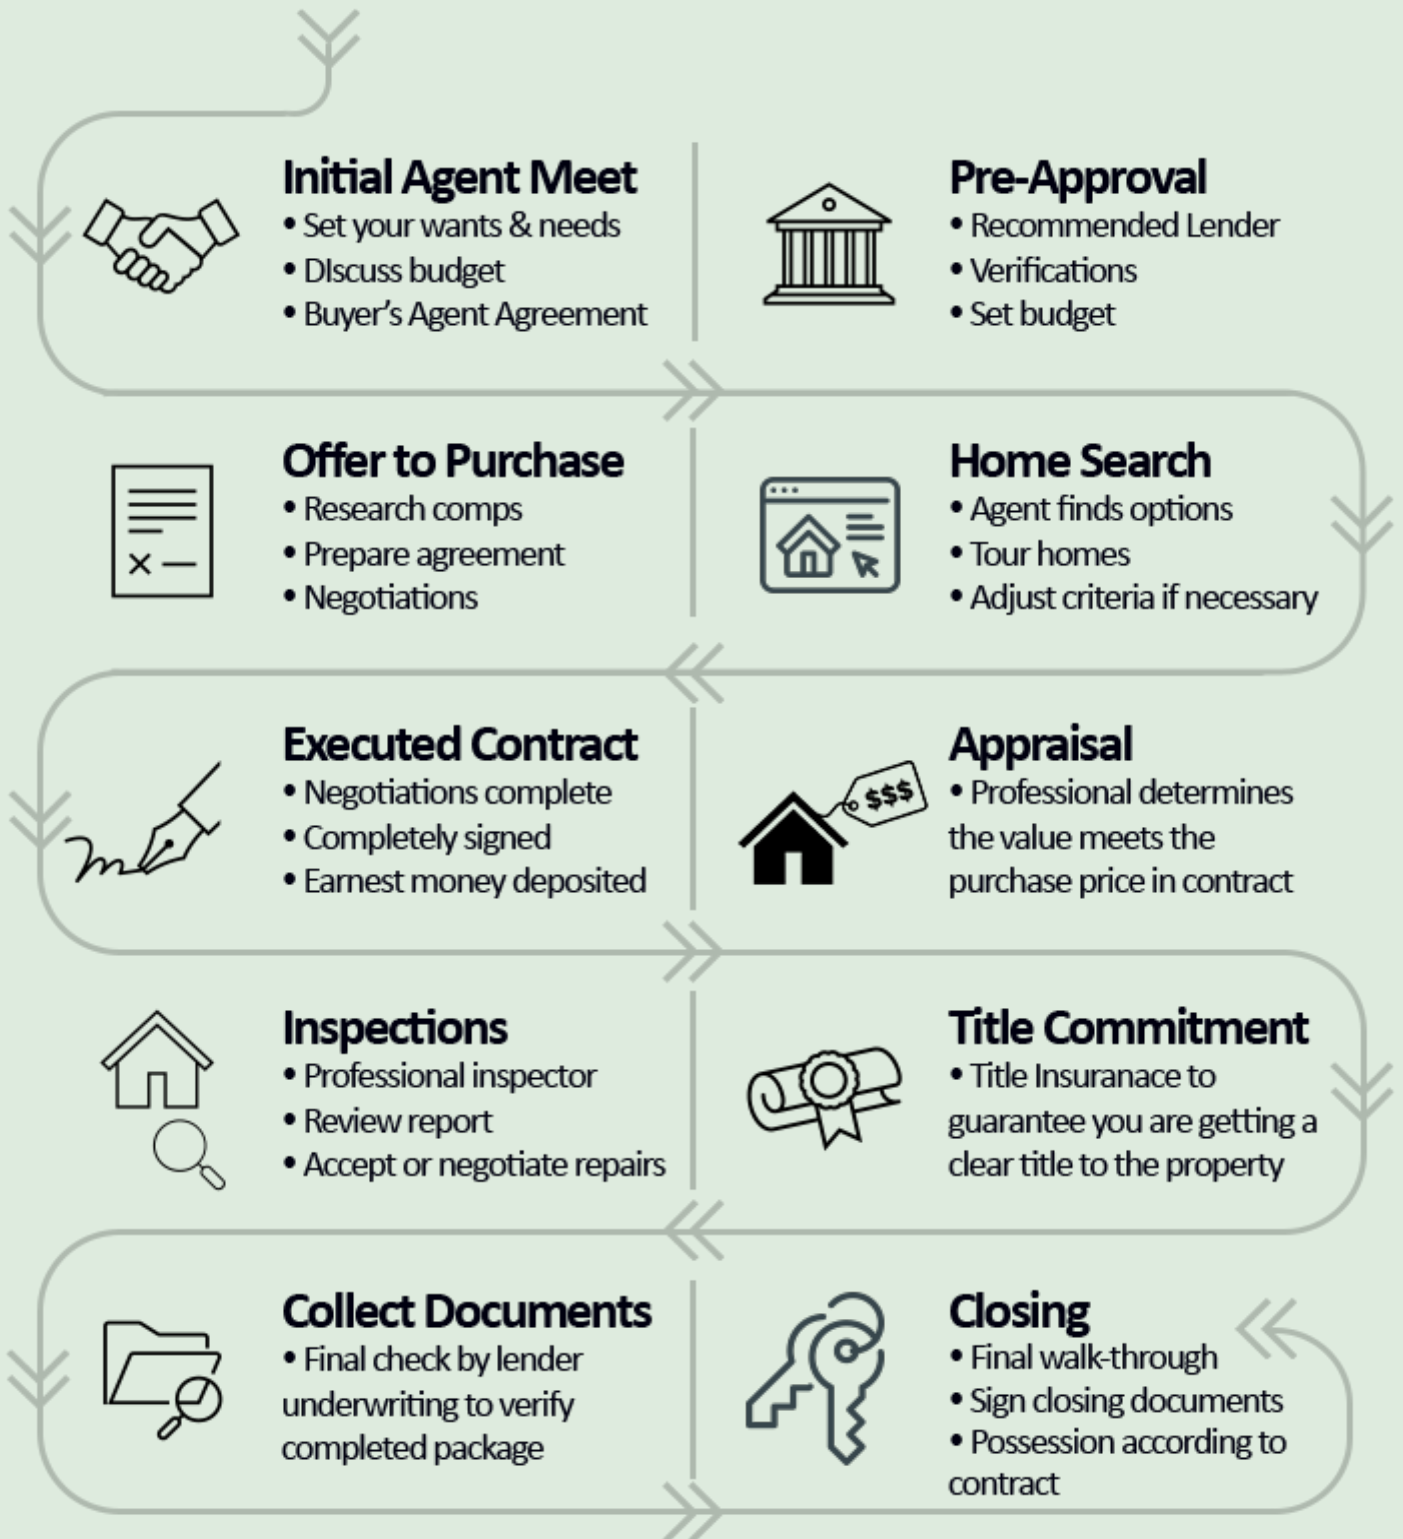 Initial Agent Meet
• Set your wants & needs
• DIscuss budget
• Buyer's Agent Agreement
Pre-Approval
• Recommended Lender
• Verifications
• Set budget
Home Search
• Agent finds options
• Tour homes
• Adjust criteria if necessary
Offer to Purchase
• Research comps
• Prepare agreement
• Negotiations
Executed Contract
• Negotiations complete
• Completely signed
• Earnest money deposited
Appraisal
• Professional determines
the value meets the
purchase price in contract
$$$
Title Commitment
• Title Insuranace to
guarantee you are getting a
clear title to the property
Inspections
• Professional inspector
• Review report
• Accept or negotiate repairs
Collect Documents
• Final check by lender
underwriting to verify
completed package
Closing
• Final walk-through
• Sign closing documents
• Possession according to
contract